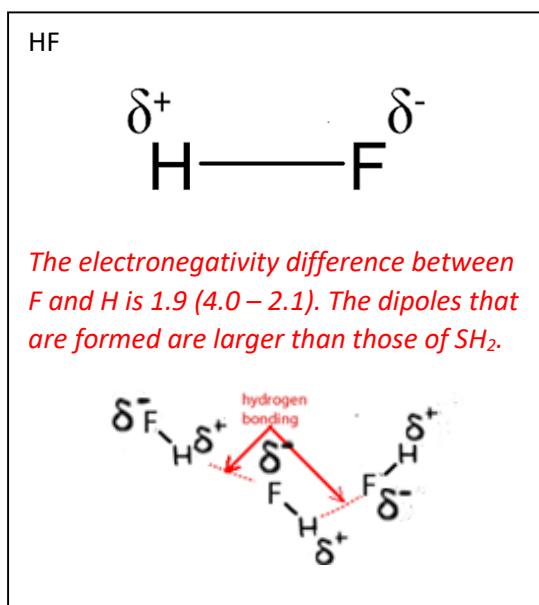 HF
δ+ δ-
H F
The electronegativity difference between
F and H is 1.9 (4.0 – 2.1). The dipoles that
are formed are larger than those of SH₂.
hydrogen
bonding
δ- F H δ+
δ- F H δ+
δ+ H F δ-